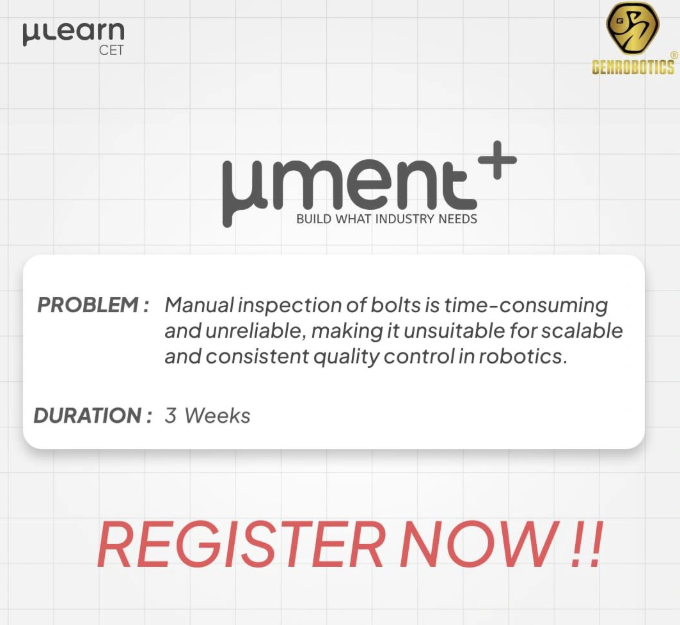 µLearn
CET
GENROBOTICS®
µment+
BUILD WHAT INDUSTRY NEEDS
PROBLEM : Manual inspection of bolts is time-consuming
and unreliable, making it unsuitable for scalable
and consistent quality control in robotics.
DURATION : 3 Weeks
REGISTER NOW !!